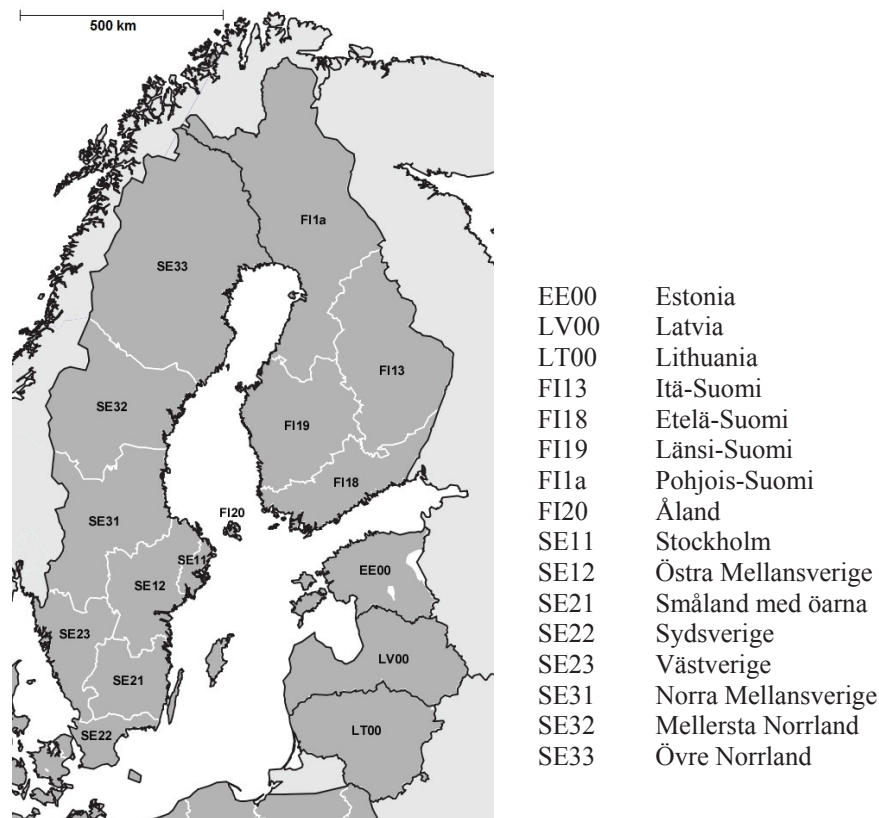 500 km
FI1a
SE33
FI13
SE32
FI19
FI18
FI20
SE31
SE11
EE00
SE12
SE23
LV00
SE21
LT00
SE22
EE00 Estonia
LV00 Latvia
LT00 Lithuania
FI13 Itä-Suomi
FI18 Etelä-Suomi
FI19 Länsi-Suomi
FI1a Pohjois-Suomi
FI20 Åland
SE11 Stockholm
SE12 Östra Mellansverige
SE21 Småland med öarna
SE22 Sydsverige
SE23 Västverige
SE31 Norra Mellansverige
SE32 Mellersta Norrland
SE33 Övre Norrland